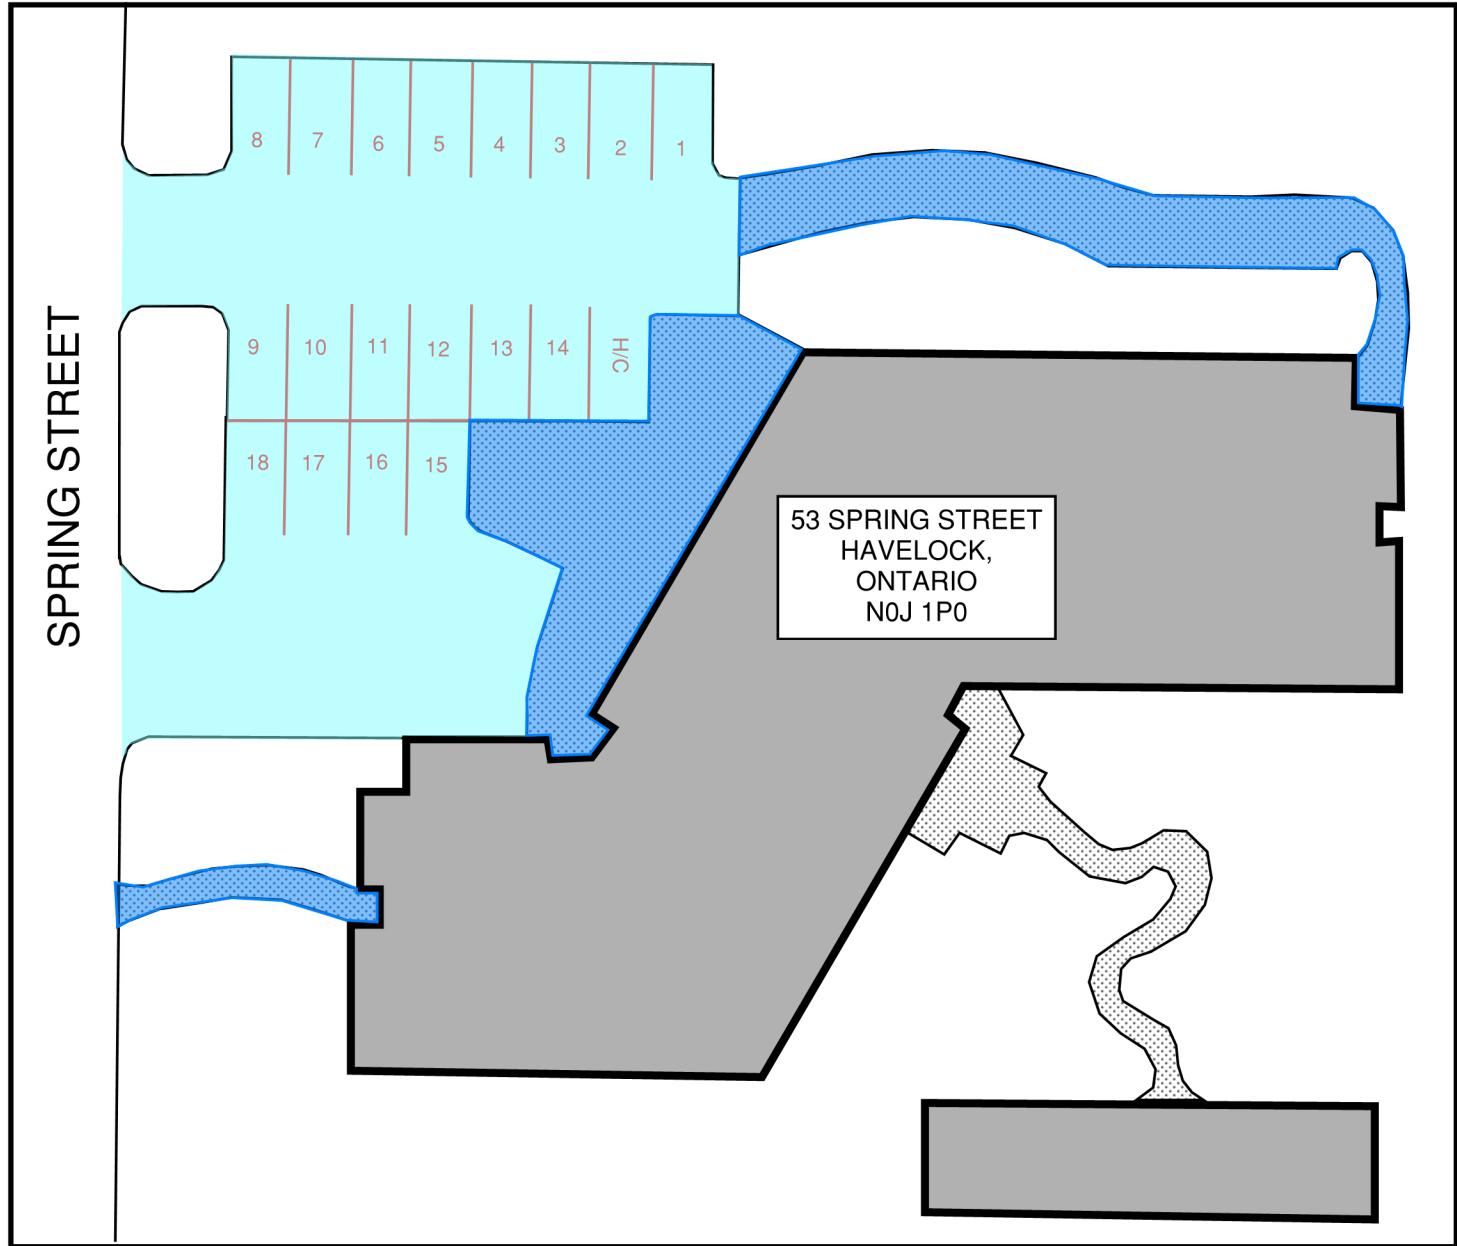 8 7 6 5 4 3 2 1
9 10 11 12 13 14 H/C
18 17 16 15
SPRING STREET
53 SPRING STREET
HAVELOCK,
ONTARIO
N0J 1P0